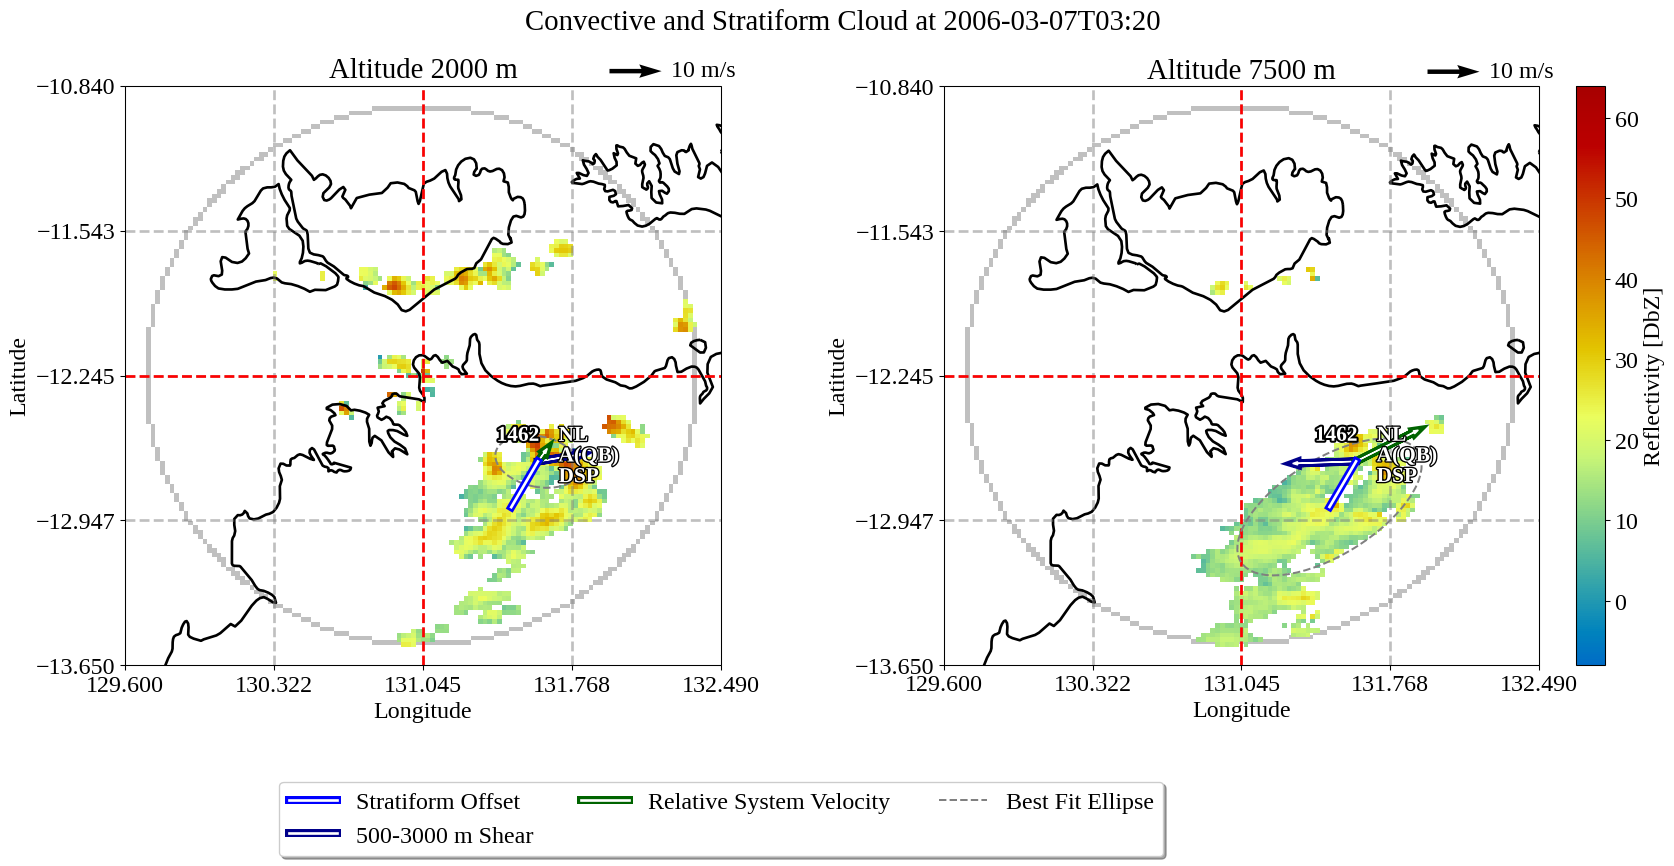 Convective and Stratiform Cloud at 2006-03-07T03:20
Altitude 2000 m
10 m/s
−10.840
−11.543
−12.245
−12.947
−13.650
Latitude
1462
NL
A(QB)
DSP
129.600
130.322
131.045
131.768
132.490
Longitude
Altitude 7500 m
10 m/s
−10.840
−11.543
−12.245
−12.947
−13.650
Latitude
1462
NL
A(QB)
DSP
129.600
130.322
131.045
131.768
132.490
Longitude
60
50
40
30
20
10
0
Reflectivity [DbZ]
Stratiform Offset
Relative System Velocity
Best Fit Ellipse
500-3000 m Shear